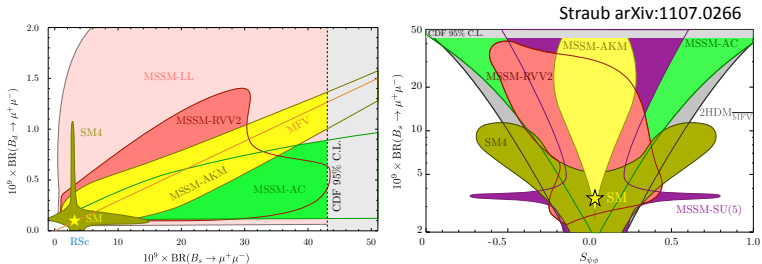 Straub arXiv:1107.0266
2.0
1.5
1.0
0.5
0.0
10⁹ × BR(B_d → μ⁺μ⁻)
MSSM-LL
MSSM-RVV2
SM4
MFV
MSSM-AKM
MSSM-AC
SM
CDF 95% C.L.
0 10 20 30 40 50
RSc
10⁹ × BR(B_s → μ⁺μ⁻)
50
20
10
5
2
10⁹ × BR(B_s → μ⁺μ⁻)
CDF 95% C.L.
MSSM-AKM
MSSM-AC
MSSM-RVV2
2HDM_MFV
SM4
SM
MSSM-SU(5)
0 -0.5 0.0 0.5 1.0
S_ψϕ